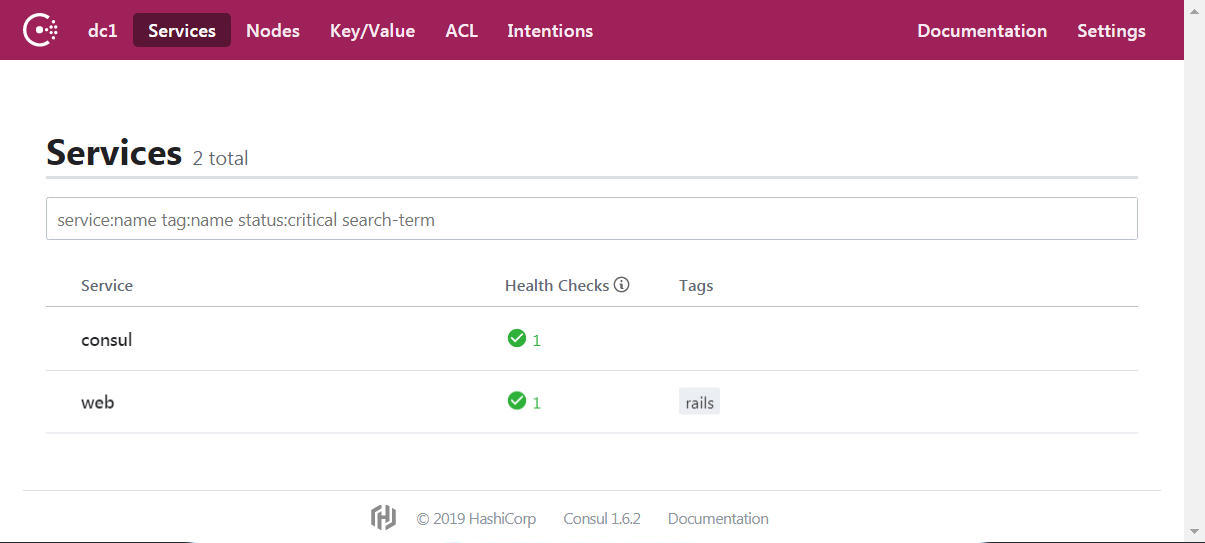 dc1 Services Nodes Key/Value ACL Intentions Documentation Settings
Services 2 total
service:name tag:name status:critical search-term
Service Health Checks Tags
consul 1
web 1 rails
© 2019 HashiCorp Consul 1.6.2 Documentation